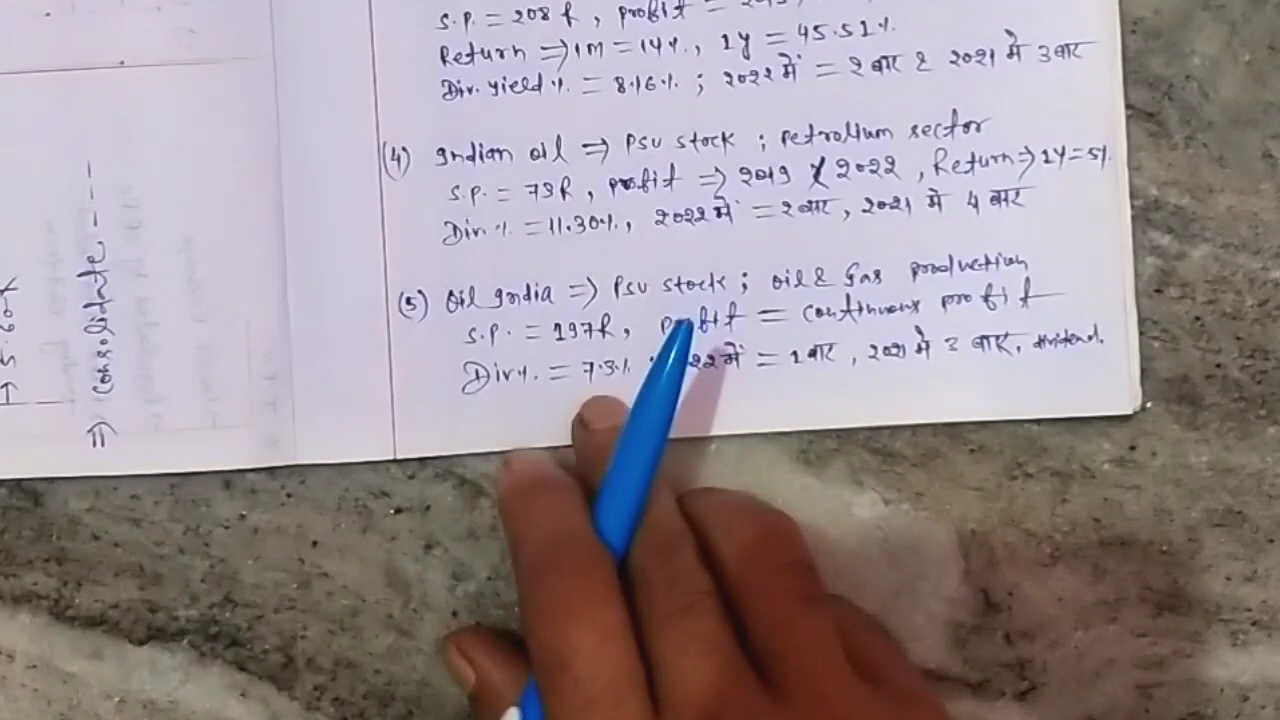 S.P. = 208 ₹, profit =
Return ⇒ 1M = 14%, 1y = 45.51%.
Div. yield % = 8.16%; 2022 में = 2 बार & 2021 में 3 बार
(4) Indian oil ⇒ PSU stock ; petrolium sector
S.P. = 79₹, profit ⇒ 2019 2022, Return ⇒ 1Y = 5%.
Div. % = 11.30%, 2022 में = 2 बार, 2021 में 4 बार
(5) Oil India ⇒ PSU stock; oil & Gas production
S.P. = 197₹, profit = continuous profit
Div%. = 7.3% 22 में = 1 बार, 2021 में 2 बार, dividend.
⇒ consolidate - - - -